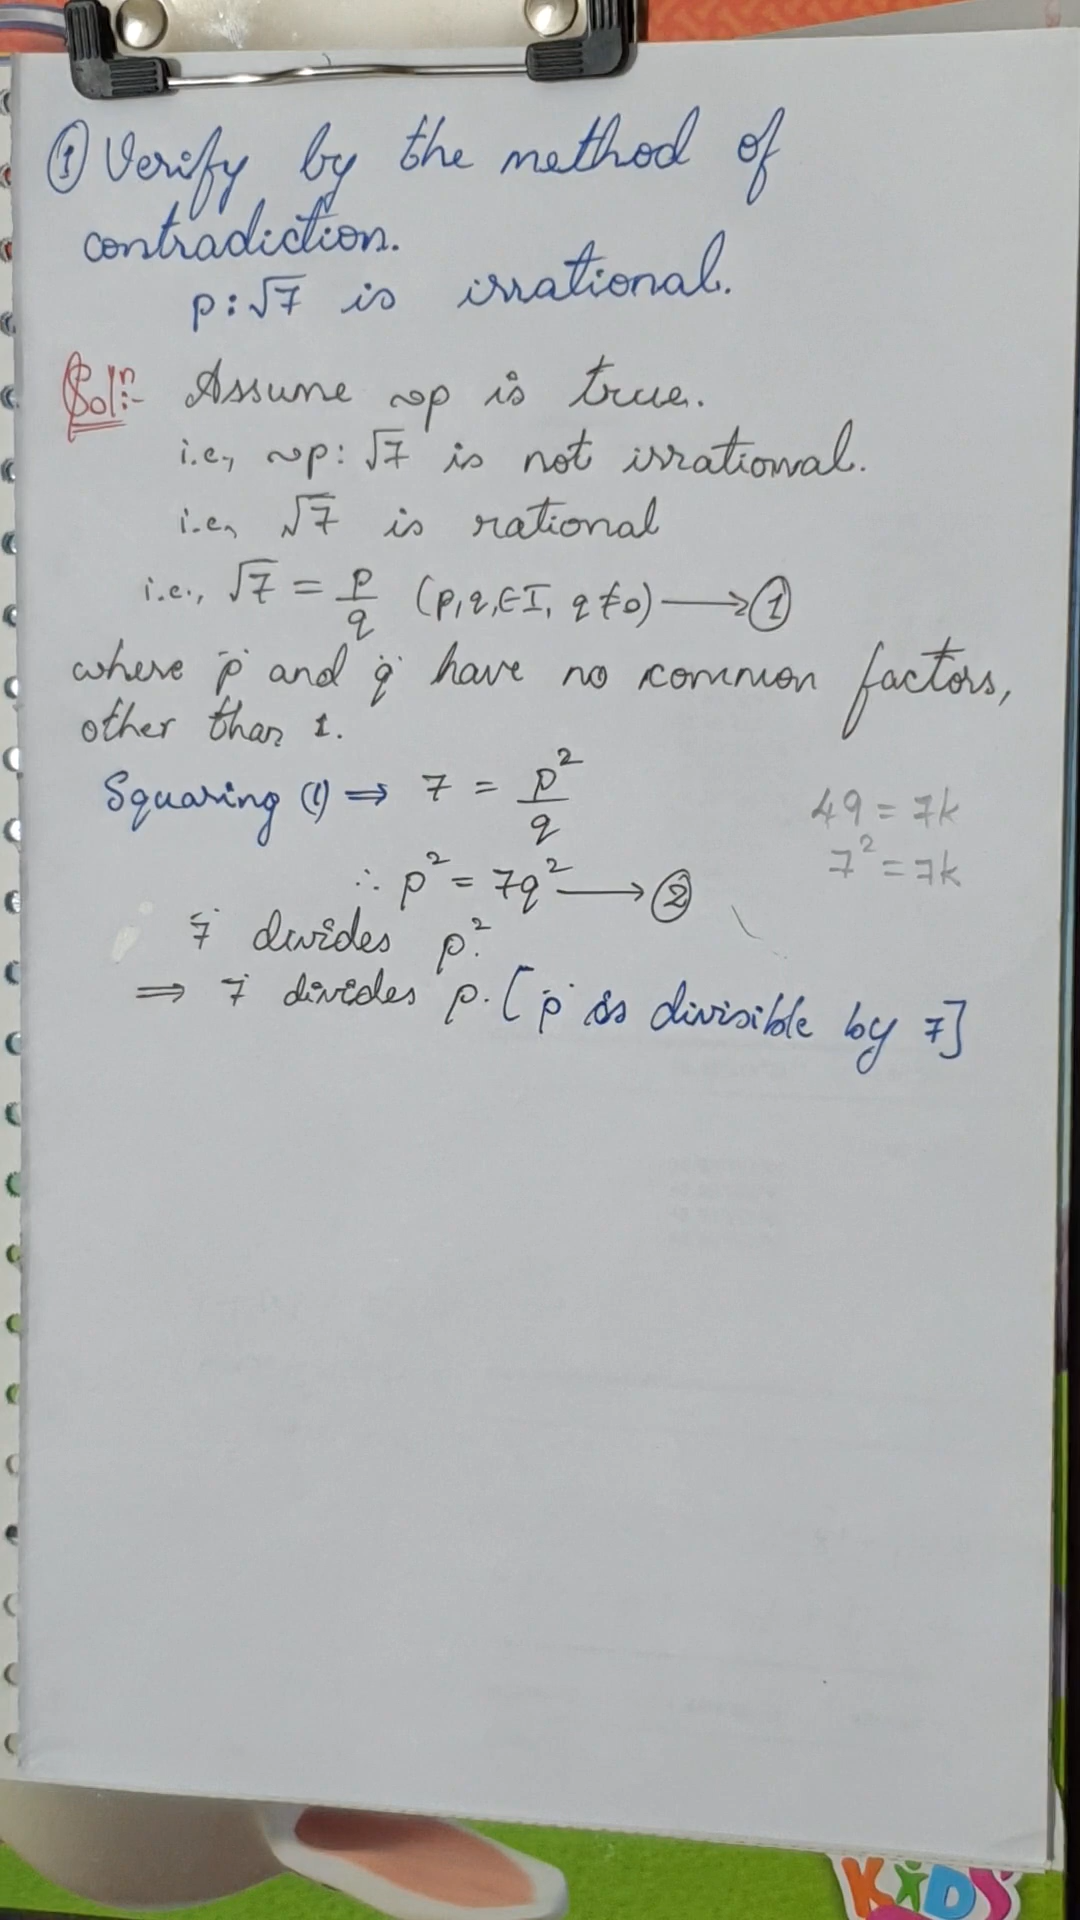 ① Verify by the method of
contradiction.
p: √7 is irrational.
Solⁿ:- Assume ~p is true.
i.e., ~p: √7 is not irrational.
i.e., √7 is rational
i.e., √7 = p/q (p,q,∈I, q≠0) ⟶ ①
where 'p' and 'q' have no common factors,
other than 1.
Squaring (1) ⇒ 7 = p²/q
49 = 7k
7² = 7k
∴ p² = 7q² ⟶ ②
7 divides p².
⇒ 7 divides p. ['p' is divisible by 7]
KiDS